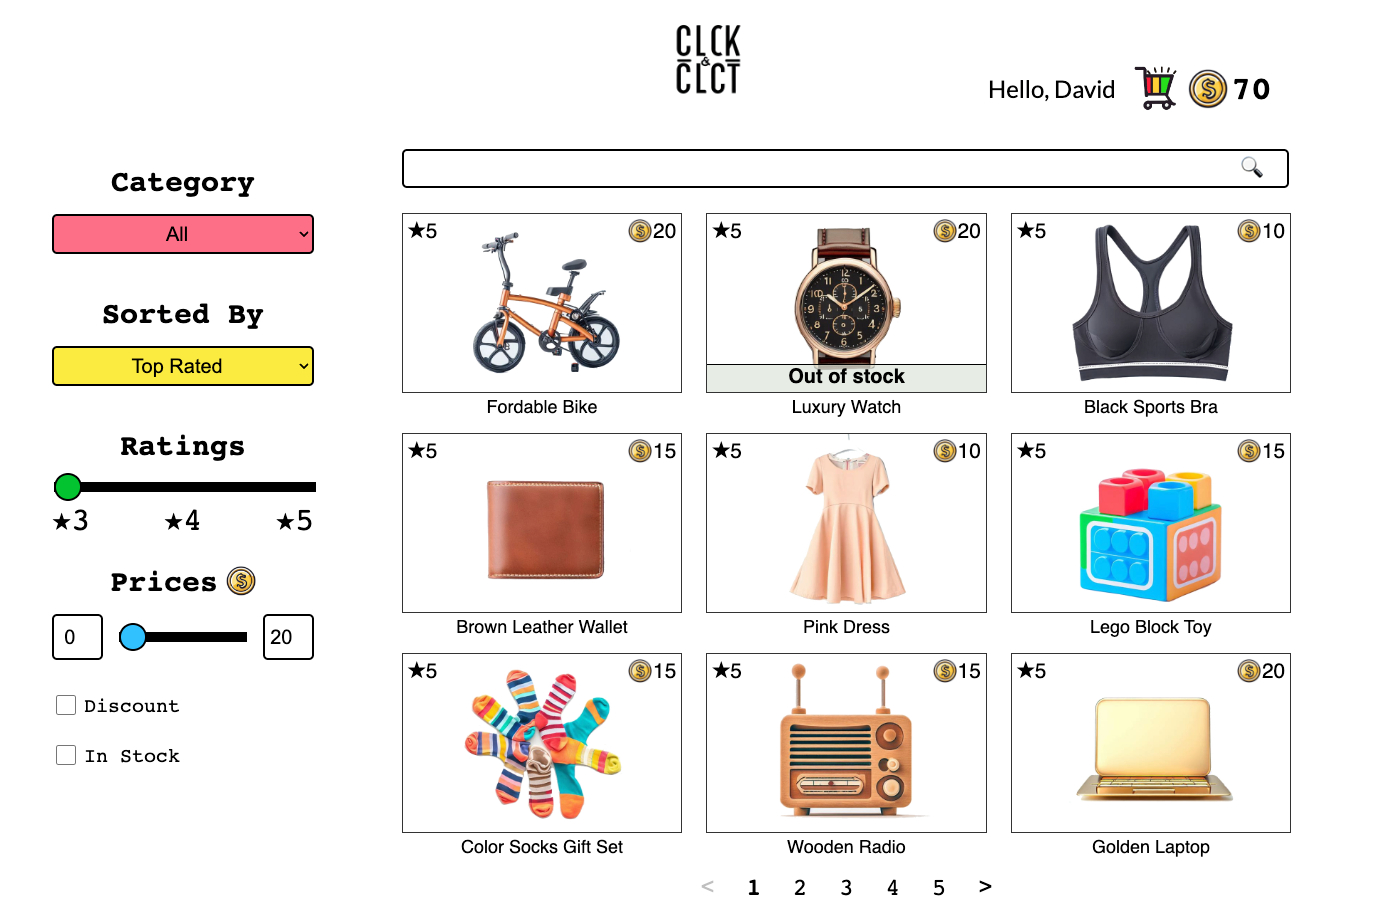 CLCK
&
CLCT
Hello, David
70
Category
All
Sorted By
Top Rated
Ratings
★3 ★4 ★5
Prices
0 20
Discount
In Stock
★5 20
Fordable Bike
★5 20
Out of stock
Luxury Watch
★5 10
Black Sports Bra
★5 15
Brown Leather Wallet
★5 10
Pink Dress
★5 15
Lego Block Toy
★5 15
Color Socks Gift Set
★5 15
Wooden Radio
★5 20
Golden Laptop
< 1 2 3 4 5 >